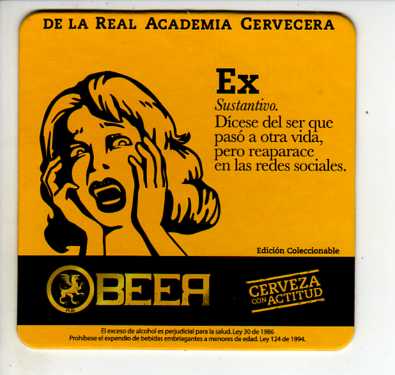 DE LA REAL ACADEMIA CERVECERA
Ex
Sustantivo.
Dícese del ser que
pasó a otra vida,
pero reaparace
en las redes sociales.
Edición Coleccionable
BEER
CERVEZA
CON ACTITUD
El exceso de alcohol es perjudicial para la salud. Ley 30 de 1986
Prohíbese el expendio de bebidas embriagantes a menores de edad. Ley 124 de 1994.